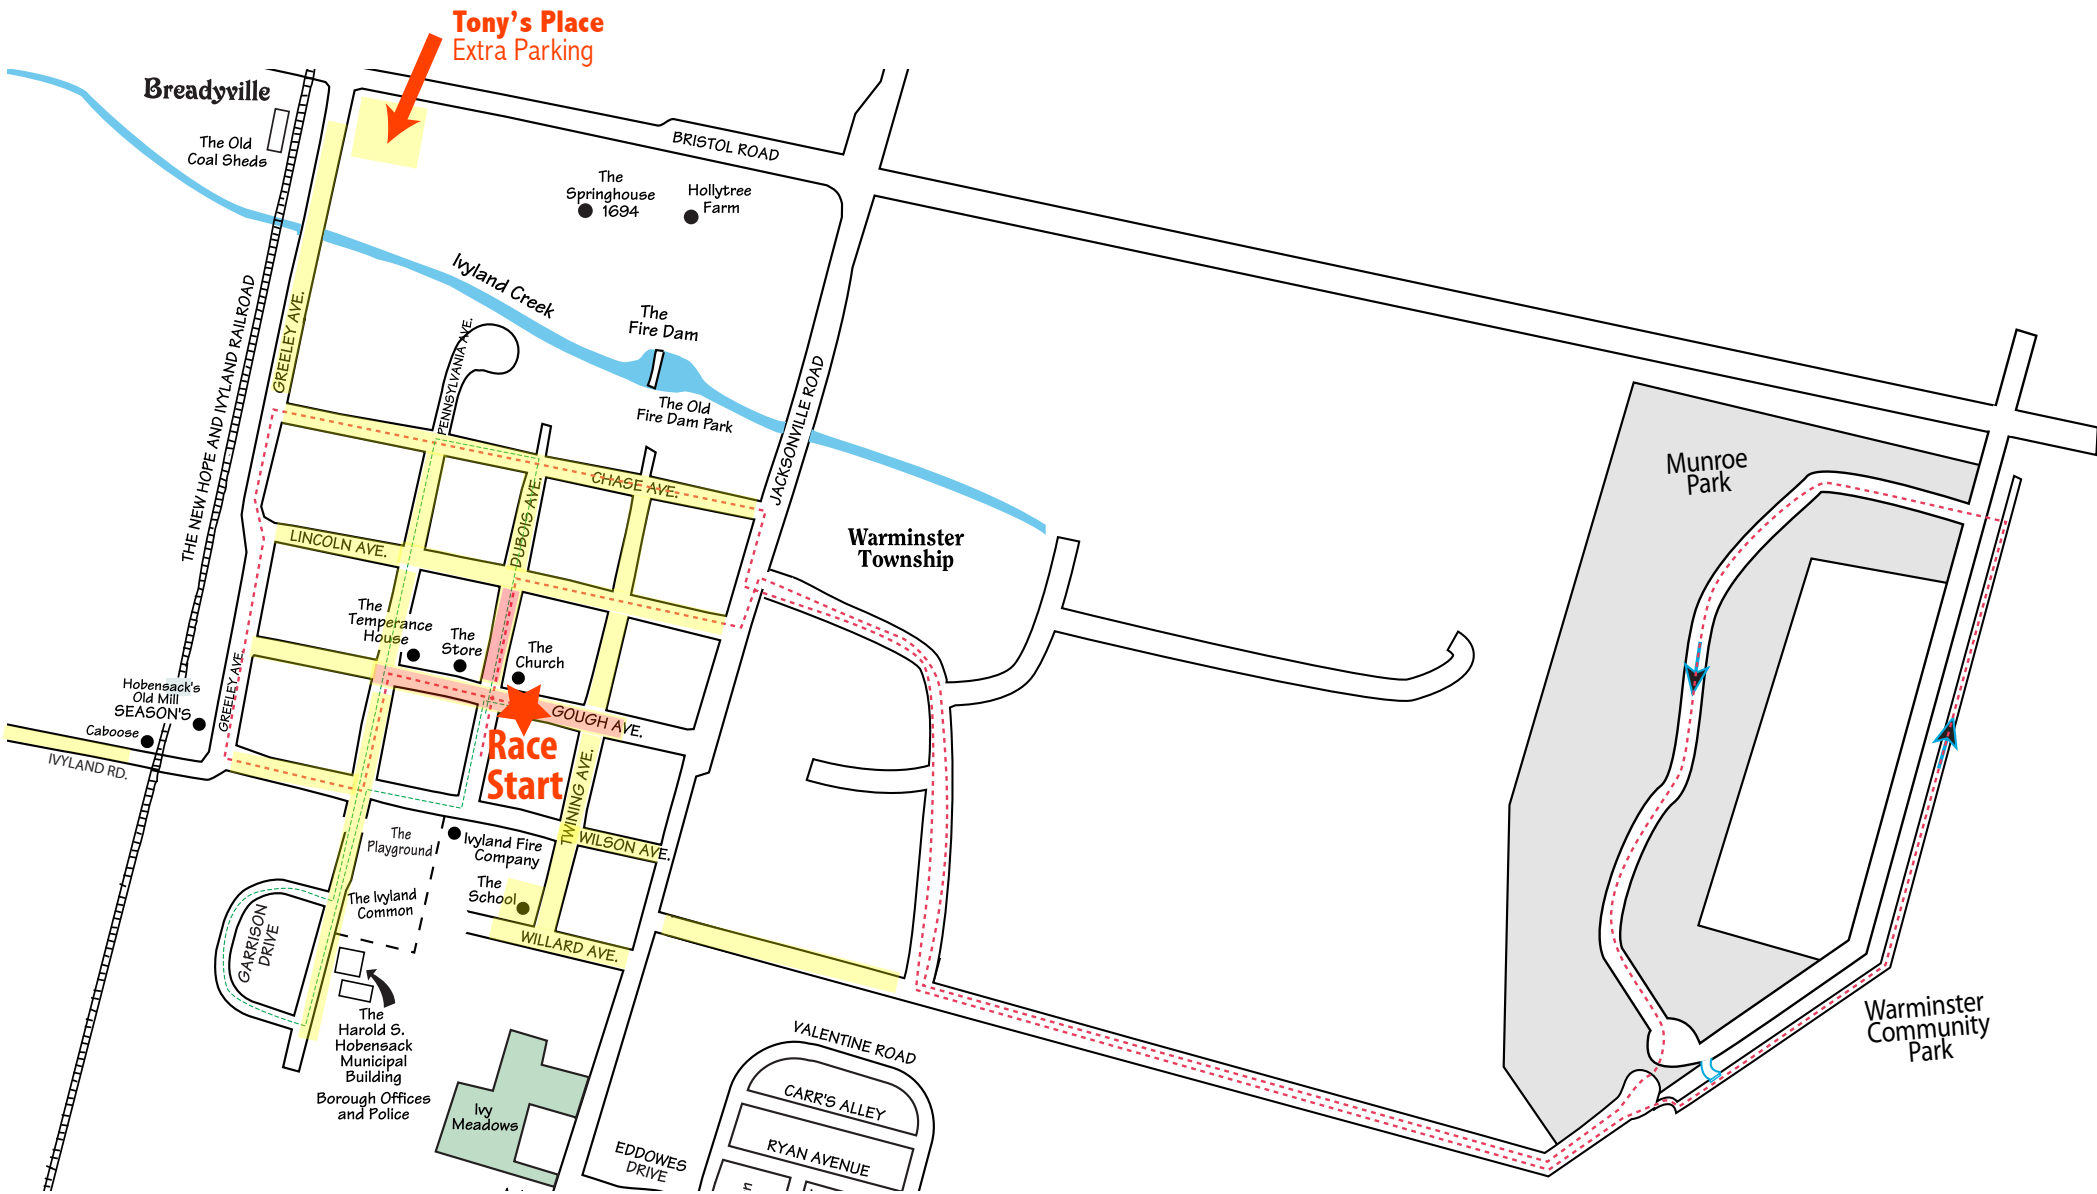 Tony's Place
Extra Parking
Breadyville
The Old
Coal Sheds
BRISTOL ROAD
The
Springhouse
1694
Hollytree
Farm
Ivyland Creek
THE NEW HOPE AND IVYLAND RAILROAD
GREELEY AVE.
PENNSYLVANIA AVE.
The
Fire Dam
The Old
Fire Dam Park
JACKSONVILLE ROAD
Munroe
Park
CHASE AVE.
DUBOIS AVE.
LINCOLN AVE.
Warminster
Township
The
Temperance
House
The
Store
The
Church
Hobensack's
Old Mill
SEASON'S
Caboose
GREELEY AVE.
IVYLAND RD.
GOUGH AVE.
Race
Start
TWINING AVE.
WILSON AVE.
The
Playground
Ivyland Fire
Company
The
School
The Ivyland
Common
WILLARD AVE.
GARRISON
DRIVE
The
Harold S.
Hobensack
Municipal
Building
Borough Offices
and Police
Ivy
Meadows
VALENTINE ROAD
CARR'S ALLEY
RYAN AVENUE
EDDOWES
DRIVE
Warminster
Community
Park